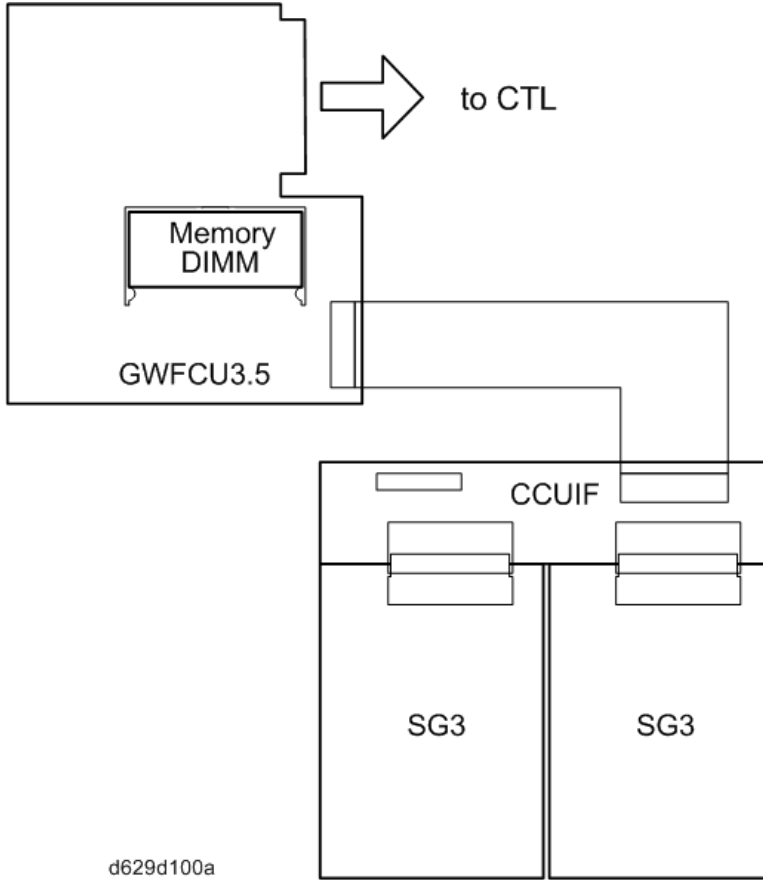 to CTL
Memory
DIMM
GWFCU3.5
CCUIF
SG3
SG3
d629d100a